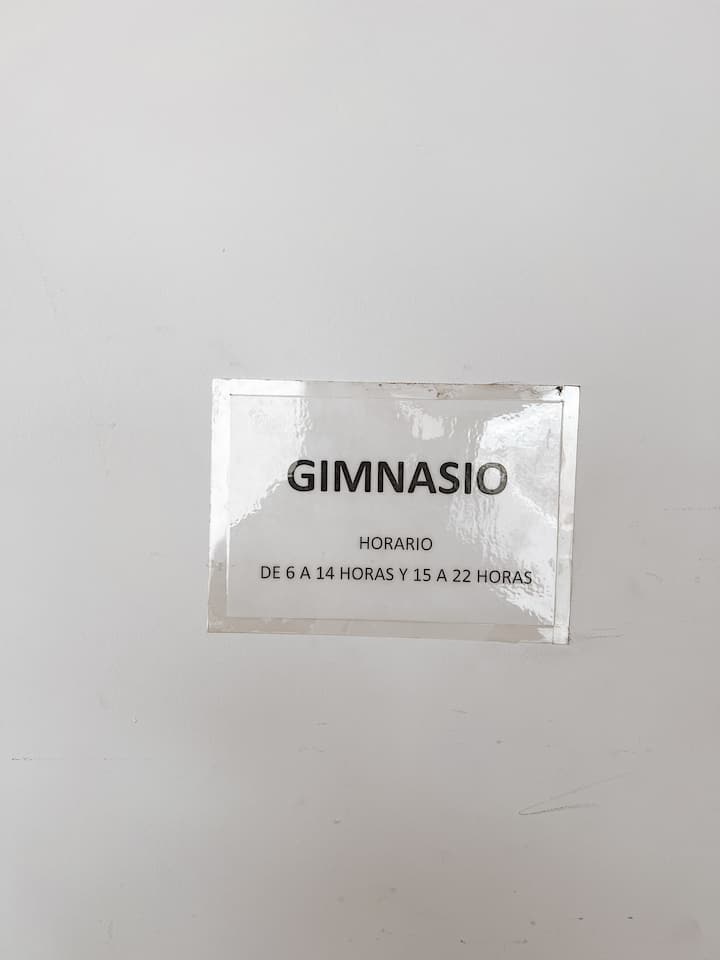 GIMNASIO
HORARIO
DE 6 A 14 HORAS Y 15 A 22 HORAS